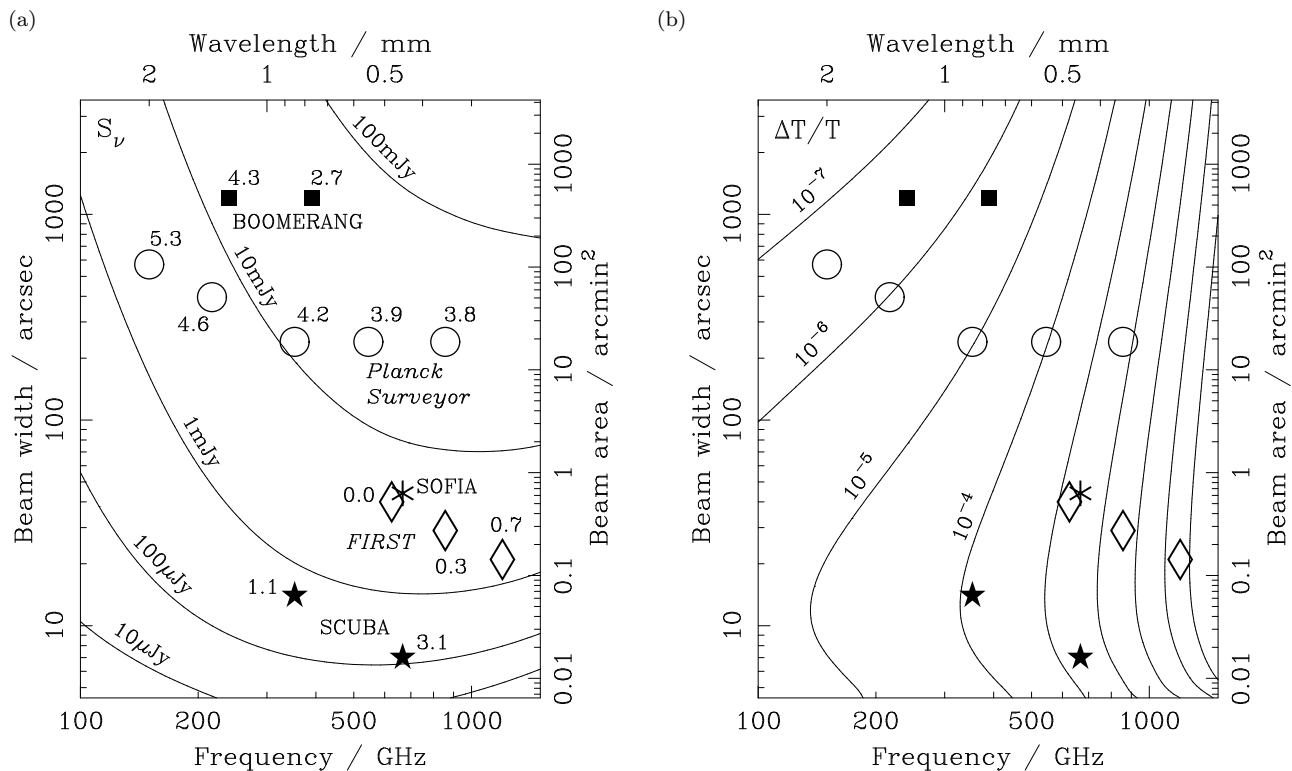 (a)
Wavelength / mm
2 1 0.5
S_ν
100mJy
4.3 2.7
BOOMERANG
5.3
10mJy
4.6
4.2 3.9 3.8
Planck
Surveyor
1mJy
0.0 SOFIA
0.7
FIRST
0.3
100μJy
1.1
SCUBA
3.1
10μJy
Beam width / arcsec
1000
100
10
Beam area / arcmin²
1000
100
10
1
0.1
0.01
100 200 500 1000
Frequency / GHz
(b)
Wavelength / mm
2 1 0.5
ΔT/T
10⁻⁷
10⁻⁶
10⁻⁵
10⁻⁴
Beam width / arcsec
1000
100
10
Beam area / arcmin²
1000
100
10
1
0.1
0.01
100 200 500 1000
Frequency / GHz